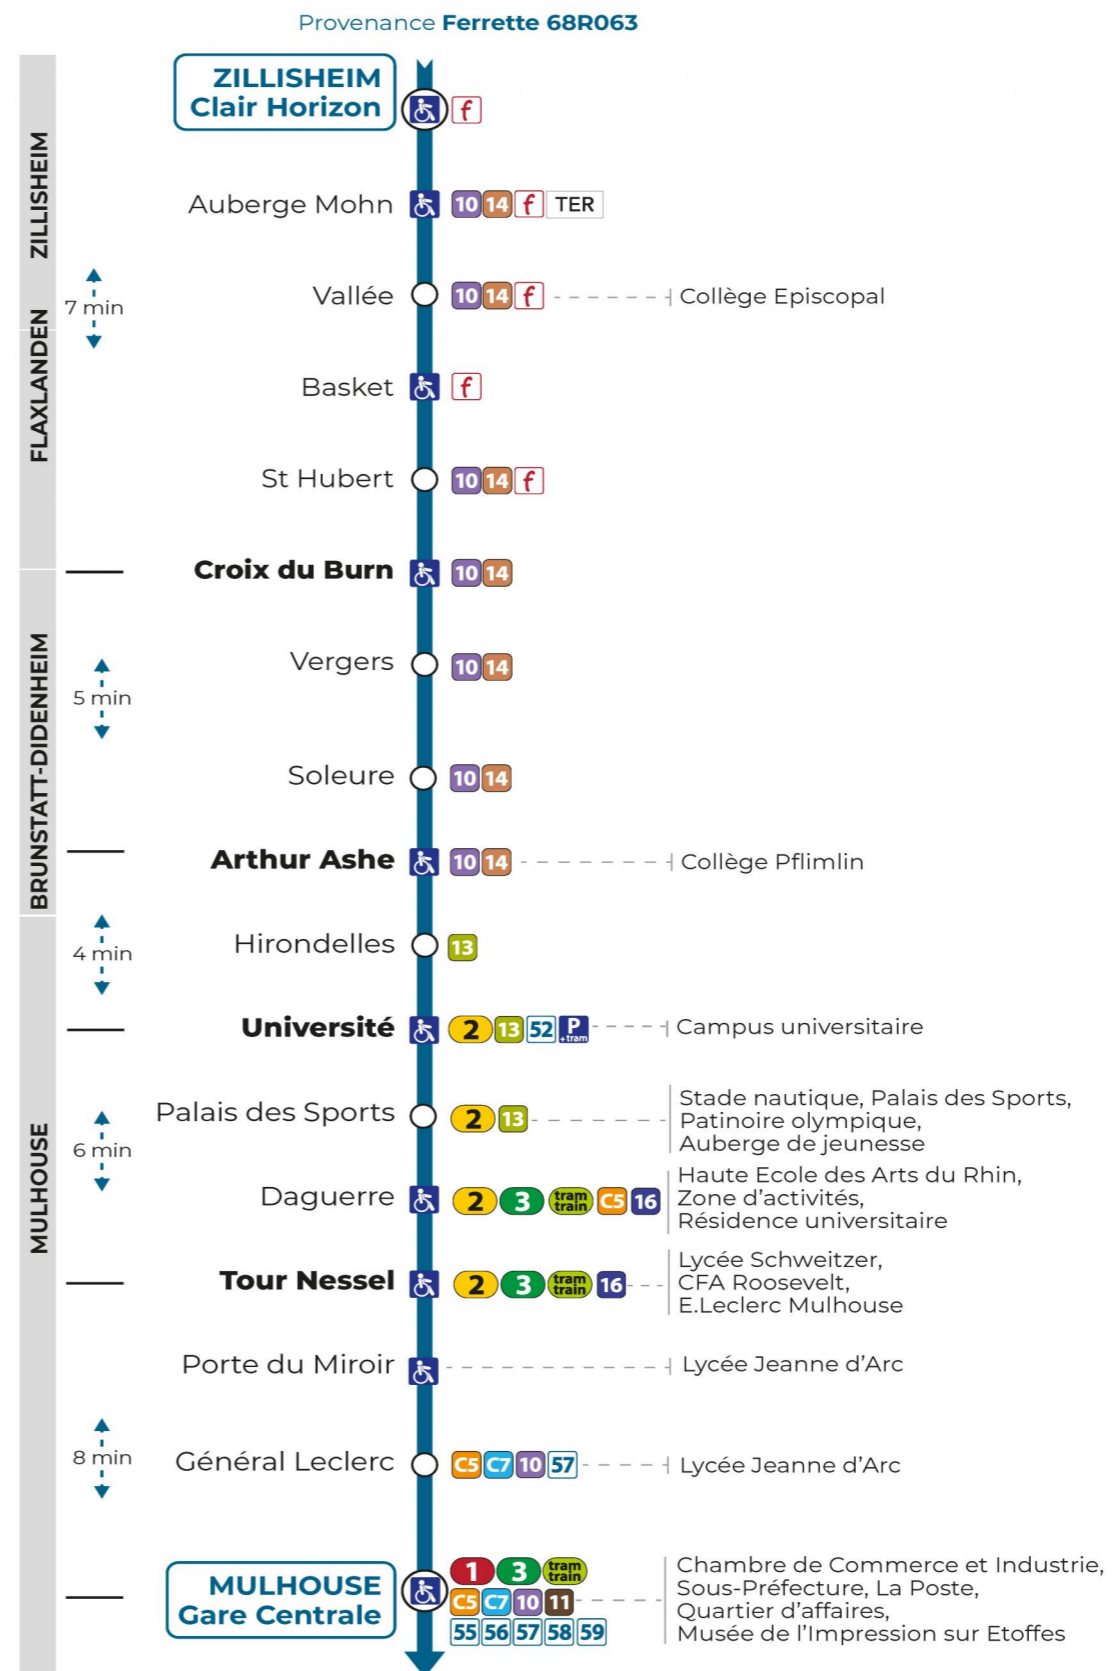 Provenance Ferrette 68R063
ZILLISHEIM
ZILLISHEIM
Clair Horizon
f
Auberge Mohn 10 14 f TER
Vallée 10 14 f Collège Episcopal
7 min
FLAXLANDEN
Basket f
St Hubert 10 14 f
Croix du Burn 10 14
BRUNSTATT-DIDENHEIM
Vergers 10 14
5 min
Soleure 10 14
Arthur Ashe 10 14 Collège Pflimlin
MULHOUSE
Hirondelles 13
4 min
Université 2 13 52 P +tram Campus universitaire
Palais des Sports 2 13
Stade nautique, Palais des Sports,
Patinoire olympique,
Auberge de jeunesse
6 min
Daguerre 2 3 tram train C5 16
Haute Ecole des Arts du Rhin,
Zone d’activités,
Résidence universitaire
Tour Nessel 2 3 tram train 16
Lycée Schweitzer,
CFA Roosevelt,
E.Leclerc Mulhouse
Porte du Miroir Lycée Jeanne d’Arc
8 min
Général Leclerc C5 C7 10 57 Lycée Jeanne d’Arc
MULHOUSE
Gare Centrale
1 3 tram train
C5 C7 10 11
55 56 57 58 59
Chambre de Commerce et Industrie,
Sous-Préfecture, La Poste,
Quartier d’affaires,
Musée de l’Impression sur Etoffes